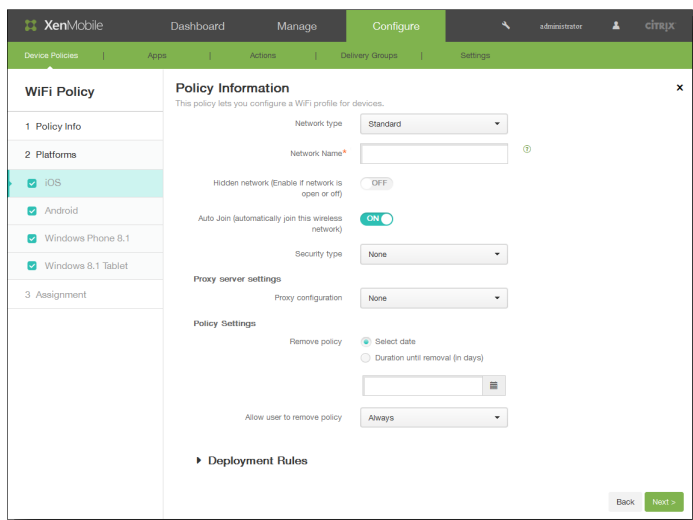 XenMobile Dashboard Manage Configure administrator CITRIX
Device Policies | Apps | Actions | Delivery Groups | Settings
WiFi Policy
1 Policy Info
2 Platforms
iOS
Android
Windows Phone 8.1
Windows 8.1 Tablet
3 Assignment
Policy Information
This policy lets you configure a WiFi profile for devices.
x
Network type Standard
Network Name* ?
Hidden network (Enable if network is
open or off) OFF
Auto Join (automatically join this wireless
network) ON
Security type None
Proxy server settings
Proxy configuration None
Policy Settings
Remove policy Select date
Duration until removal (in days)
Allow user to remove policy Always
Deployment Rules
Back Next >